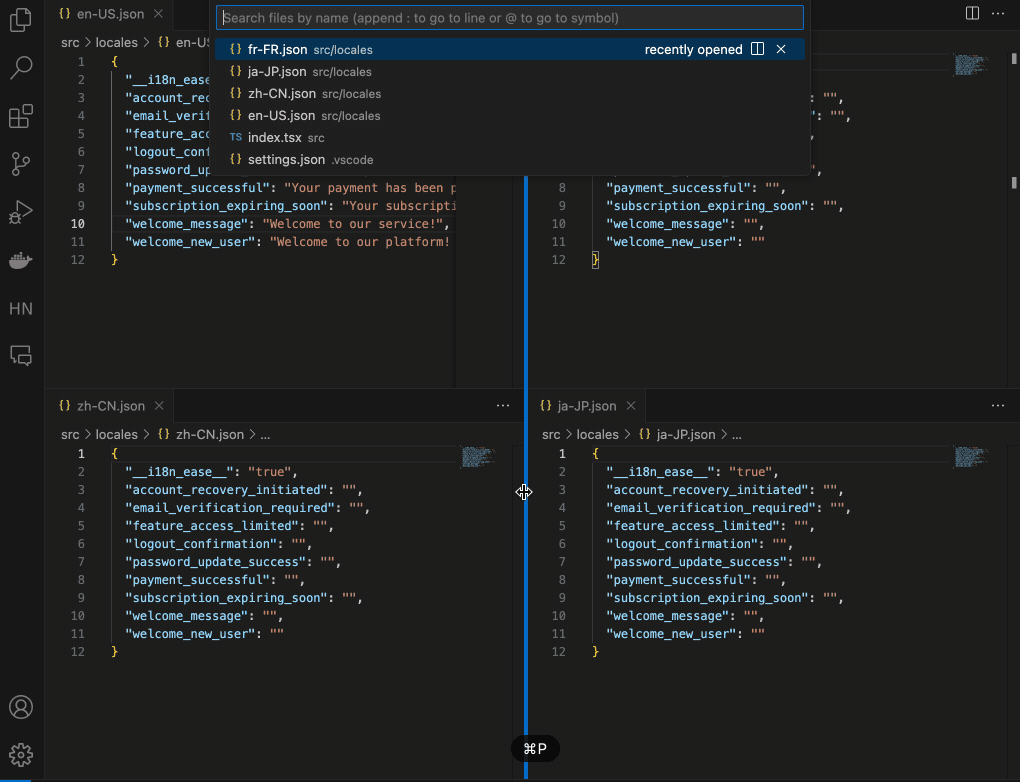 {} en-US.json ×
Search files by name (append : to go to line or @ to go to symbol)
{} fr-FR.json src/locales recently opened
{} ja-JP.json src/locales
{} zh-CN.json src/locales
{} en-US.json src/locales
TS index.tsx src
{} settings.json .vscode
src > locales > {} en-US
1 {
2 "__i18n_ease
3 "account_rec
4 "email_verif
5 "feature_acc
6 "logout_conf
7 "password_up
8 "payment_successful": "Your payment has been p
9 "subscription_expiring_soon": "Your subscripti
10 "welcome_message": "Welcome to our service!",
11 "welcome_new_user": "Welcome to our platform!
12 }
: "",
: "",
,
",
8 "payment_successful": "",
9 "subscription_expiring_soon": "",
10 "welcome_message": "",
11 "welcome_new_user": ""
12 }
HN
{} zh-CN.json ×
src > locales > {} zh-CN.json > ...
1 {
2 "__i18n_ease__": "true",
3 "account_recovery_initiated": "",
4 "email_verification_required": "",
5 "feature_access_limited": "",
6 "logout_confirmation": "",
7 "password_update_success": "",
8 "payment_successful": "",
9 "subscription_expiring_soon": "",
10 "welcome_message": "",
11 "welcome_new_user": ""
12 }
{} ja-JP.json ×
src > locales > {} ja-JP.json > ...
1 {
2 "__i18n_ease__": "true",
3 "account_recovery_initiated": "",
4 "email_verification_required": "",
5 "feature_access_limited": "",
6 "logout_confirmation": "",
7 "password_update_success": "",
8 "payment_successful": "",
9 "subscription_expiring_soon": "",
10 "welcome_message": "",
11 "welcome_new_user": ""
12 }
⌘P